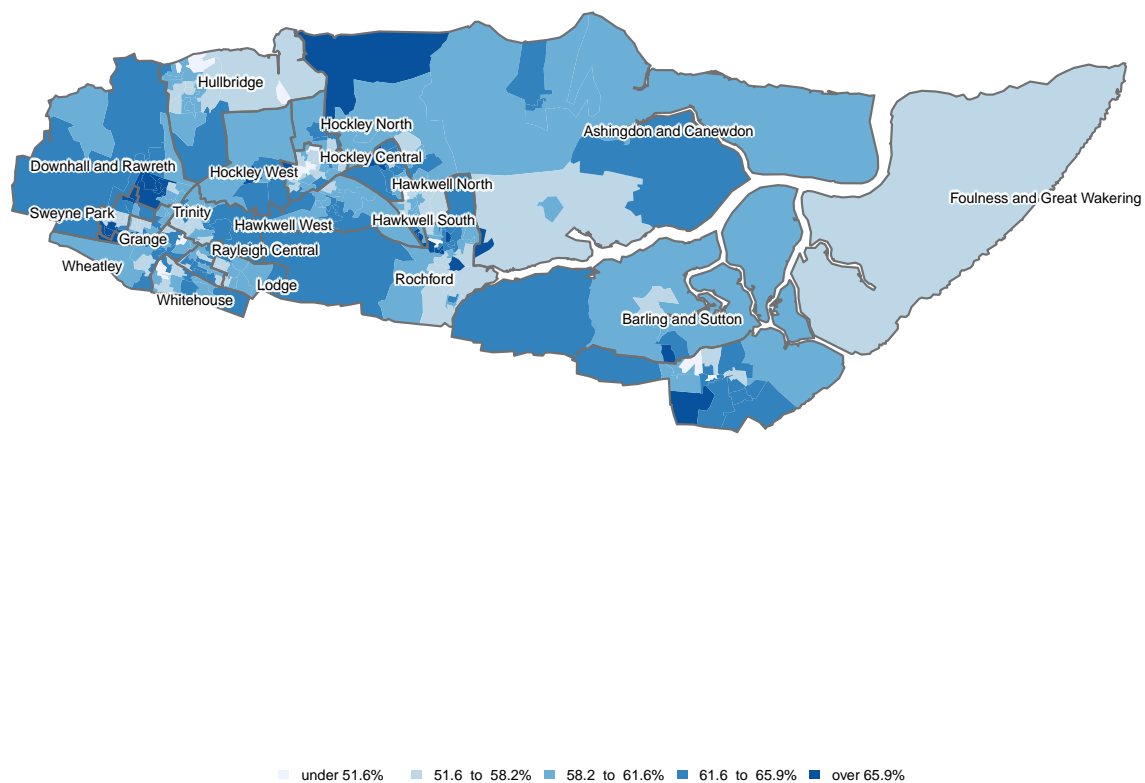 Hullbridge
Hockley North
Ashingdon and Canewdon
Hockley Central
Downhall and Rawreth
Hockley West
Hawkwell North
Foulness and Great Wakering
Sweyne Park
Trinity
Hawkwell South
Hawkwell West
Grange
Rayleigh Central
Wheatley
Rochford
Lodge
Whitehouse
Barling and Sutton
under 51.6%
51.6 to 58.2%
58.2 to 61.6%
61.6 to 65.9%
over 65.9%